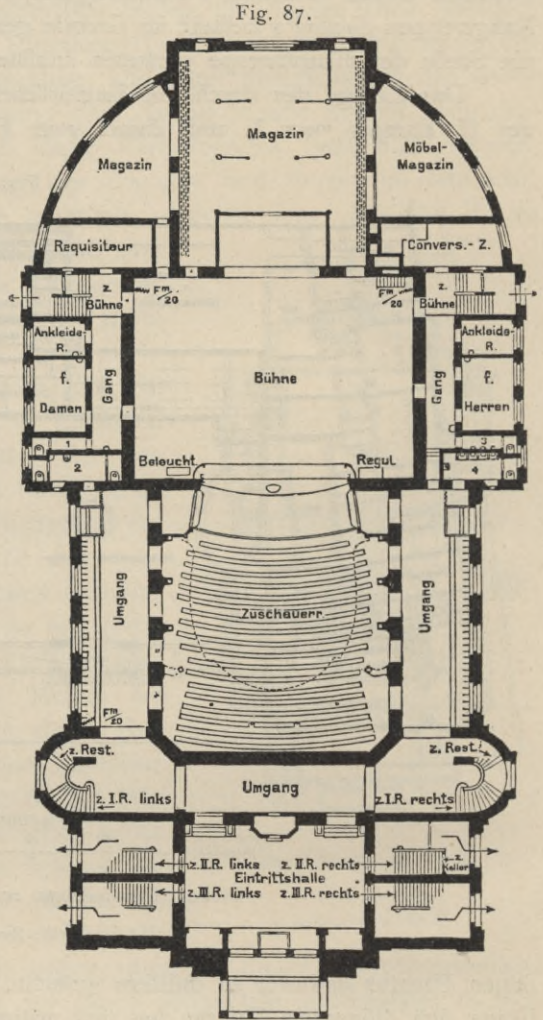 Fig. 87.
Magazin
Magazin
Möbel-
Magazin
Requisiteur
Convers.- Z.
z.
Bühne
Fm/20
Fm/20
z.
Bühne
Ankleide-
R.
f.
Damen
Gang
Bühne
Gang
Ankleide-
R.
f.
Herren
1
2
3
3
4
Beleucht.
Regul.
Umgang
Zuschauerr.
Umgang
Fm/20
z. Rest.
z. Rest.
z. I.R. links
Umgang
z. I.R. rechts
z. II.R. links z. II.R. rechts
z.
Keller
Eintrittshalle
z. III.R. links z. III.R. rechts